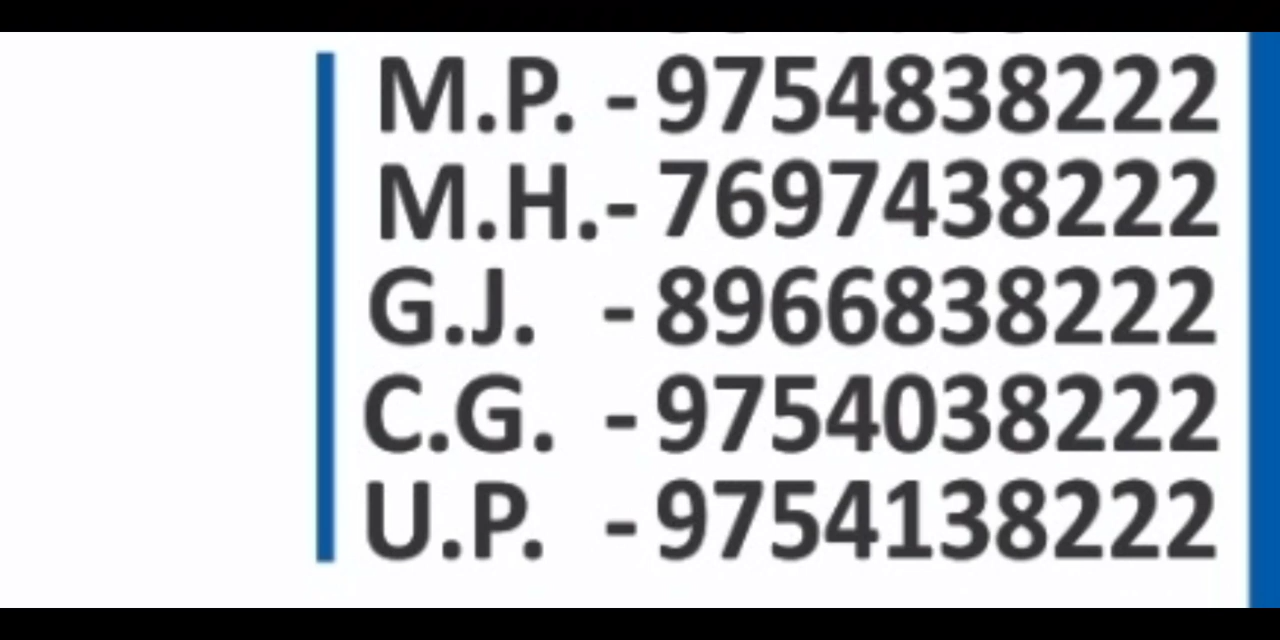 M.P. - 9754838222
M.H.- 7697438222
G.J. - 8966838222
C.G. - 9754038222
U.P. - 9754138222